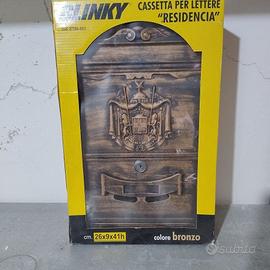 BLINKY
CASSETTA PER LETTERE
"RESIDENCIA"
cm. 26x9x41h
colore bronzo
subito